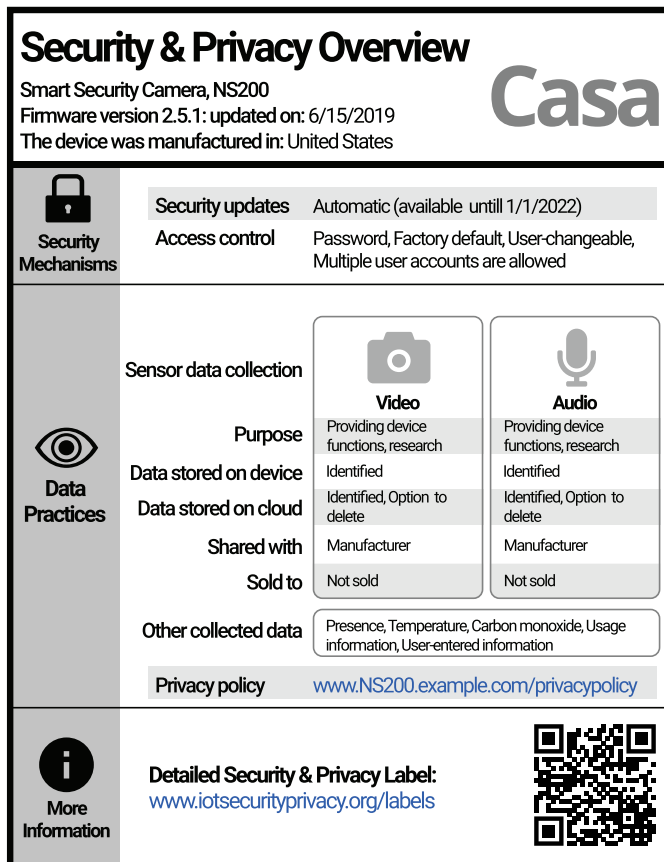 Security & Privacy Overview
Casa
Smart Security Camera, NS200
Firmware version 2.5.1: updated on: 6/15/2019
The device was manufactured in: United States
Security
Mechanisms
Security updates Automatic (available untill 1/1/2022)
Access control Password, Factory default, User-changeable,
Multiple user accounts are allowed
Data
Practices
Sensor data collection
Video Audio
Purpose Providing device Providing device
functions, research functions, research
Data stored on device Identified Identified
Data stored on cloud Identified, Option to Identified, Option to
delete delete
Shared with Manufacturer Manufacturer
Sold to Not sold Not sold
Other collected data Presence, Temperature, Carbon monoxide, Usage
information, User-entered information
Privacy policy www.NS200.example.com/privacypolicy
More
Information
Detailed Security & Privacy Label:
www.iotsecurityprivacy.org/labels